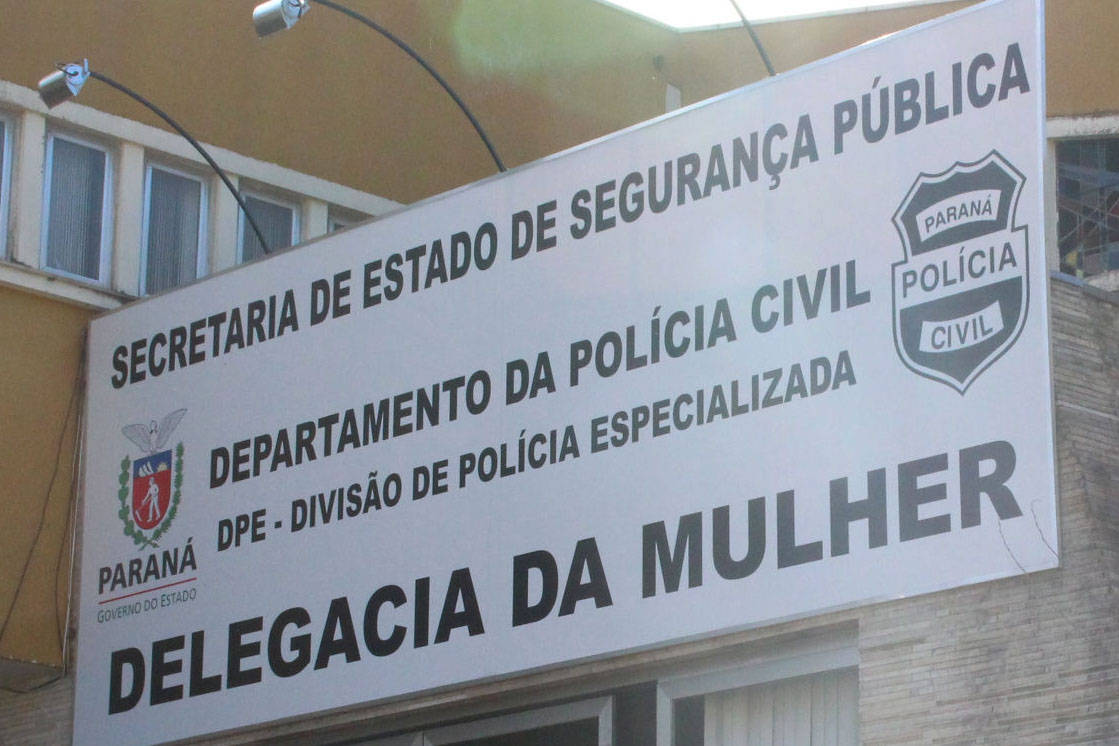 SECRETARIA DE ESTADO DE SEGURANÇA PÚBLICA
DEPARTAMENTO DA POLÍCIA CIVIL
DPE - DIVISÃO DE POLÍCIA ESPECIALIZADA
DELEGACIA DA MULHER
PARANÁ
GOVERNO DO ESTADO
PARANÁ
POLÍCIA
CIVIL